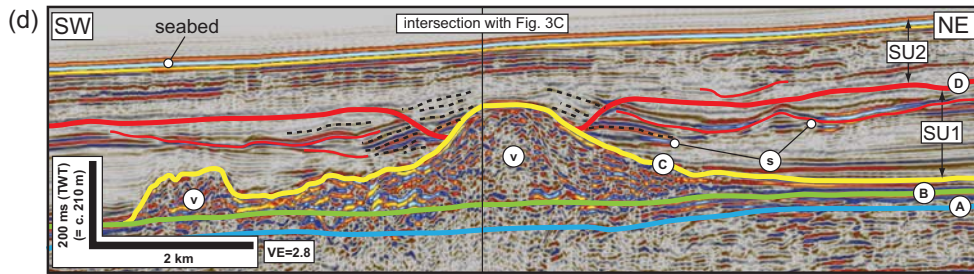 (d)
SW
intersection with Fig. 3C
NE
seabed
SU2
D
SU1
s
v
C
v
B
A
200 ms (TWT)
(= c. 210 m)
VE=2.8
2 km